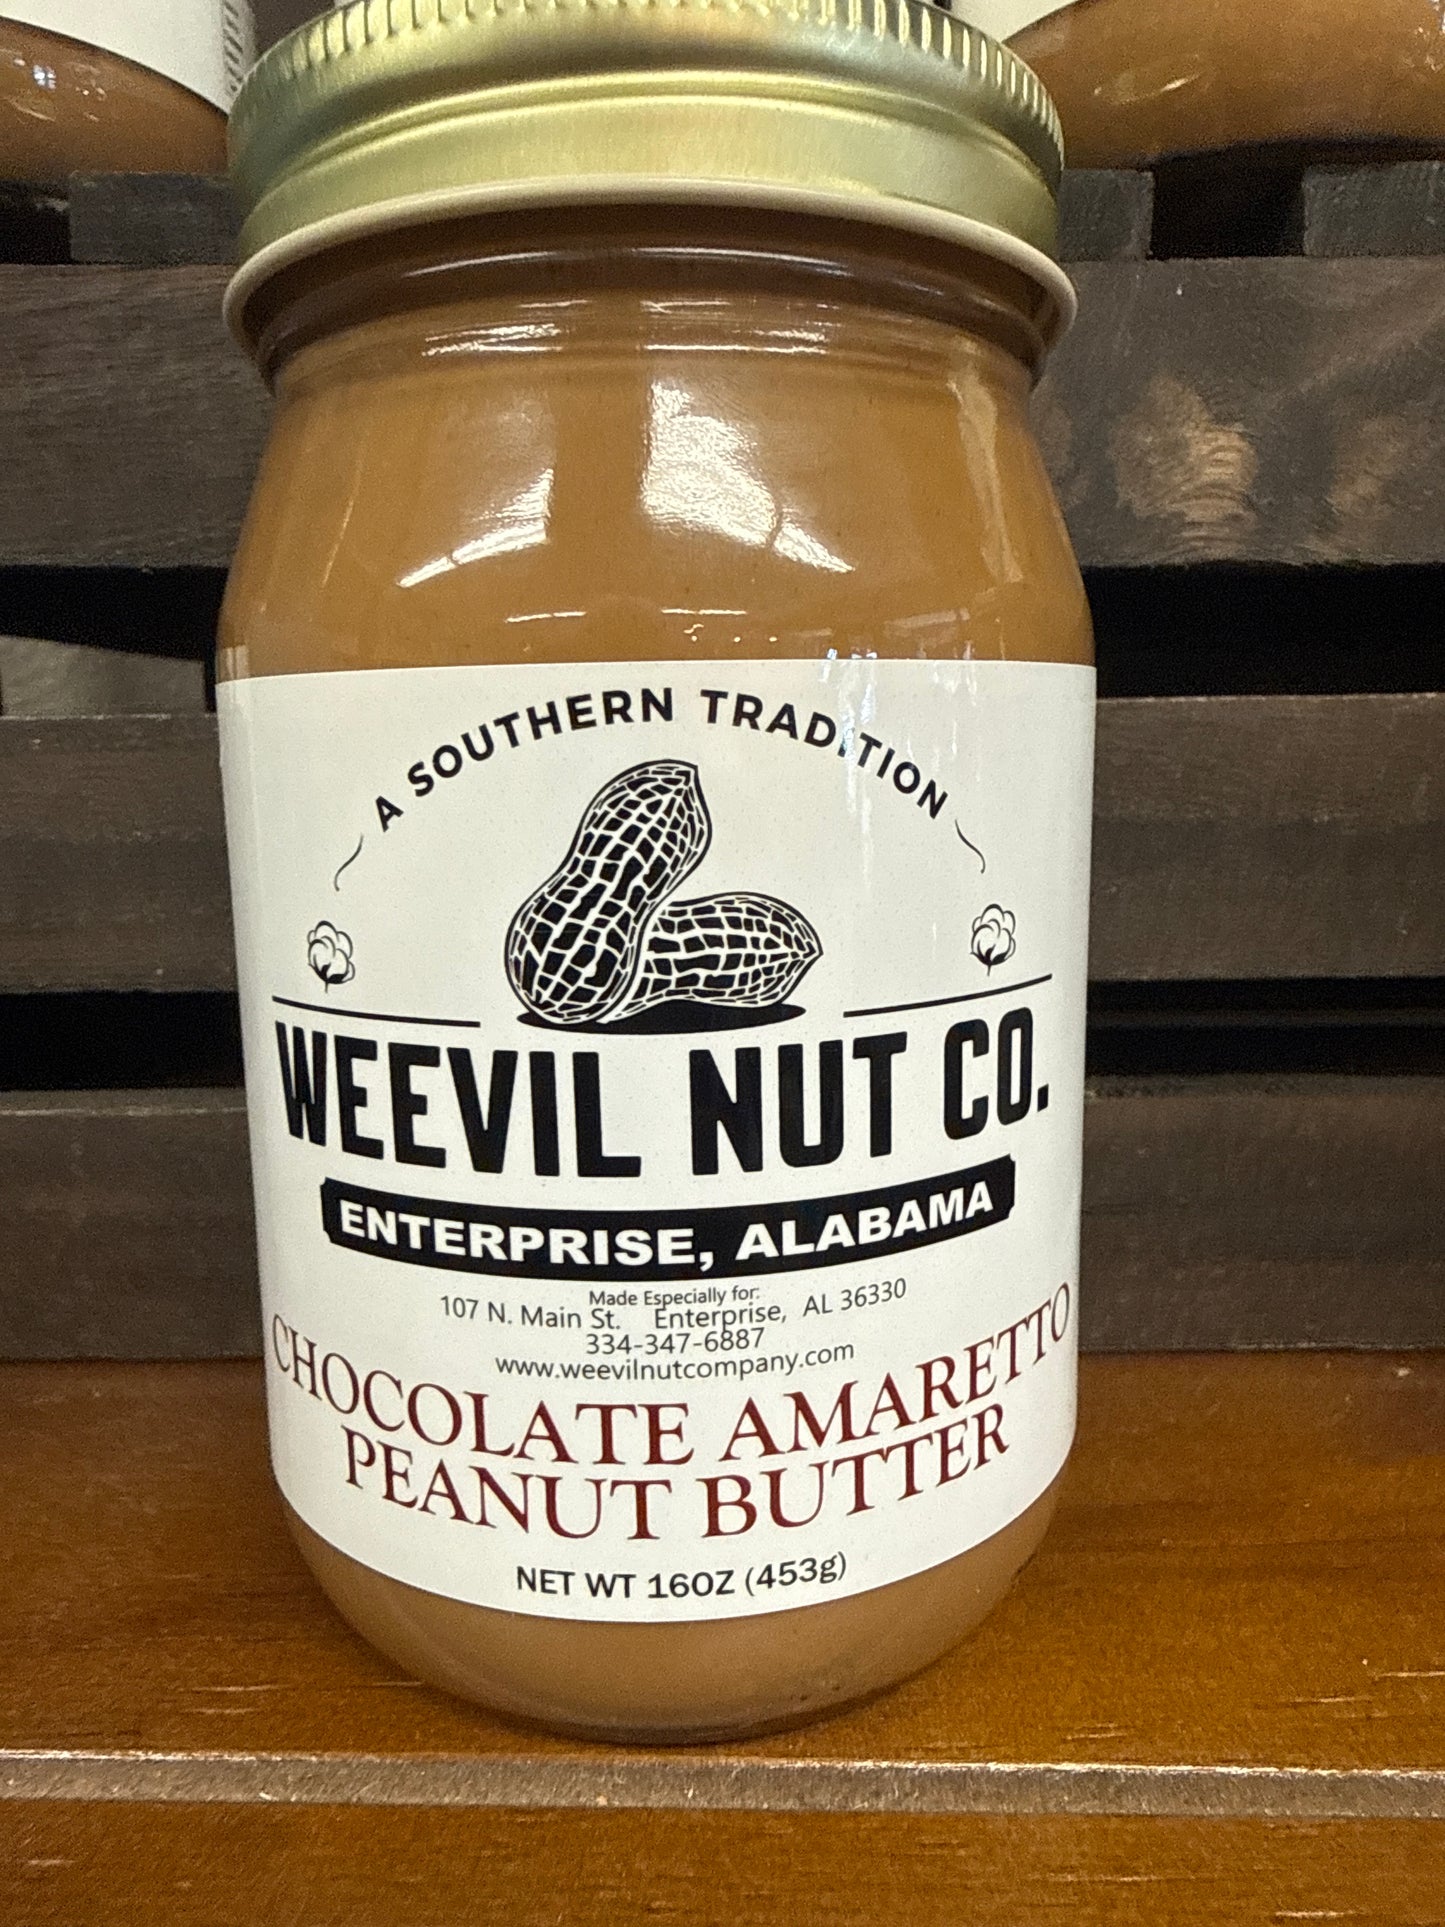 A SOUTHERN TRADITION
WEEVIL NUT CO.
ENTERPRISE, ALABAMA
Made Especially for:
107 N. Main St. Enterprise, AL 36330
334-347-6887
www.weevilnutcompany.com
CHOCOLATE AMARETTO
PEANUT BUTTER
NET WT 16OZ (453g)